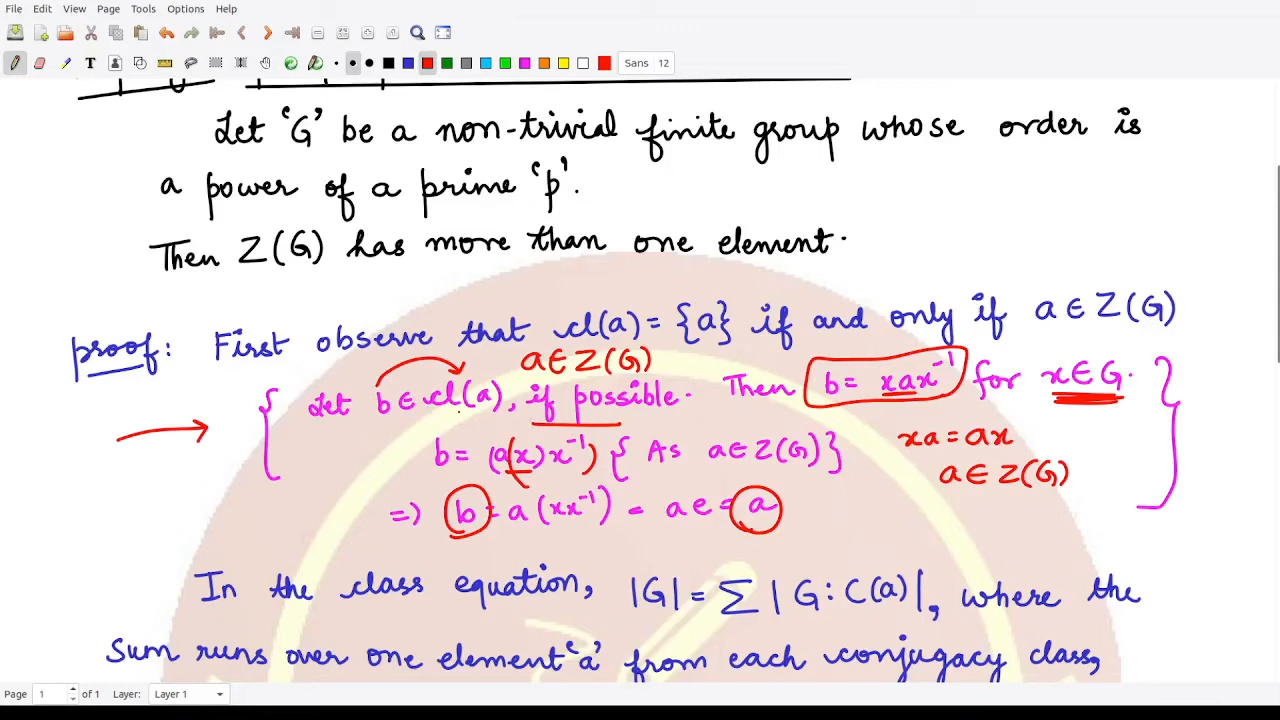 File Edit View Page Tools Options Help
Sans 12
Let 'G' be a non-trivial finite group whose order is
a power of a prime 'p'.
Then Z(G) has more than one element.
proof: First observe that cl(a) = {a} if and only if a ∈ Z(G)
a ∈ Z(G)
{ Let b ∈ cl(a), if possible. Then b = xax⁻¹ for x ∈ G. }
xa = ax
b = (a(x)x⁻¹) { As a ∈ Z(G) }
a ∈ Z(G)
=> b = a(xx⁻¹) = ae = a
In the class equation, |G| = ∑ |G : C(a)|, where the
Sum runs over one element 'a' from each conjugacy class,
Page 1 of 1 Layer: Layer 1